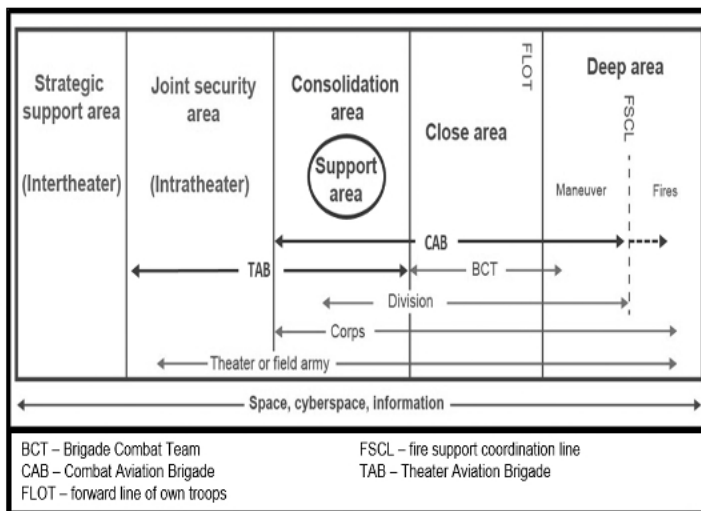 Strategic
support area
(Intertheater)
Joint security
area
(Intratheater)
Consolidation
area
Support
area
Close area
FLOT
Deep area
FSCL
Maneuver
Fires
CAB
TAB
BCT
Division
Corps
Theater or field army
Space, cyberspace, information
BCT – Brigade Combat Team
CAB – Combat Aviation Brigade
FLOT – forward line of own troops
FSCL – fire support coordination line
TAB – Theater Aviation Brigade